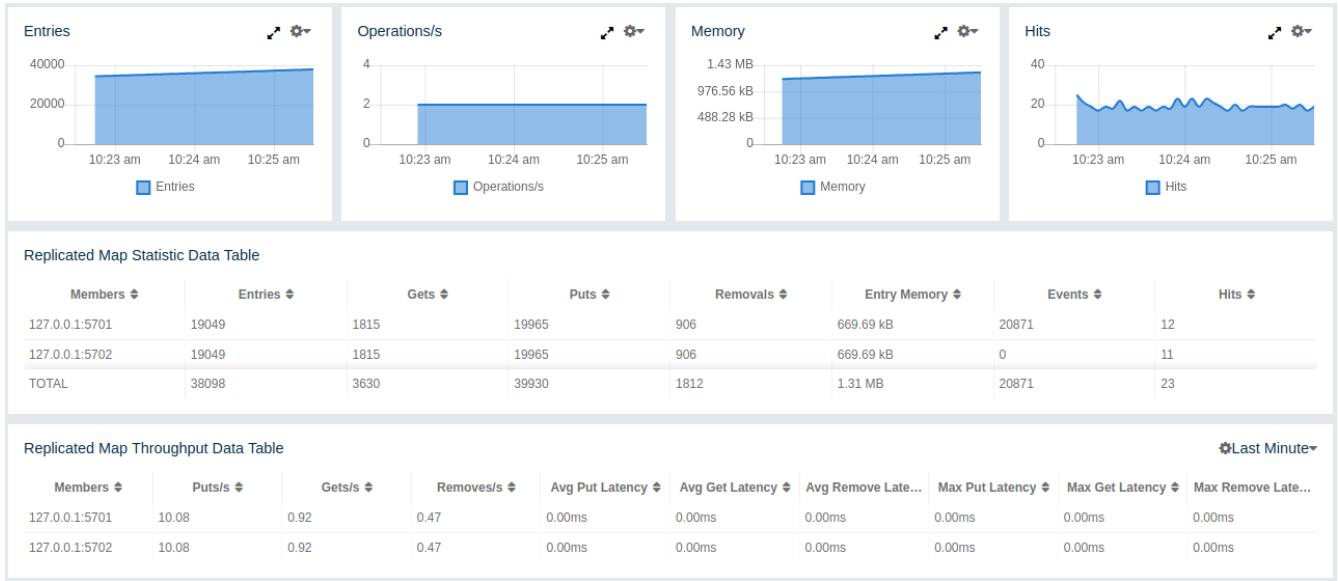 Entries
40000
20000
0
10:23 am 10:24 am 10:25 am
Entries
Operations/s
4
2
0
10:23 am 10:24 am 10:25 am
Operations/s
Memory
1.43 MB
976.56 kB
488.28 kB
0
10:23 am 10:24 am 10:25 am
Memory
Hits
40
20
0
10:23 am 10:24 am 10:25 am
Hits
Replicated Map Statistic Data Table
Members Entries Gets Puts Removals Entry Memory Events Hits
127.0.0.1:5701 19049 1815 19965 906 669.69 kB 20871 12
127.0.0.1:5702 19049 1815 19965 906 669.69 kB 0 11
TOTAL 38098 3630 39930 1812 1.31 MB 20871 23
Replicated Map Throughput Data Table Last Minute
Members Puts/s Gets/s Removes/s Avg Put Latency Avg Get Latency Avg Remove Late... Max Put Latency Max Get Latency Max Remove Late...
127.0.0.1:5701 10.08 0.92 0.47 0.00ms 0.00ms 0.00ms 0.00ms 0.00ms 0.00ms
127.0.0.1:5702 10.08 0.92 0.47 0.00ms 0.00ms 0.00ms 0.00ms 0.00ms 0.00ms